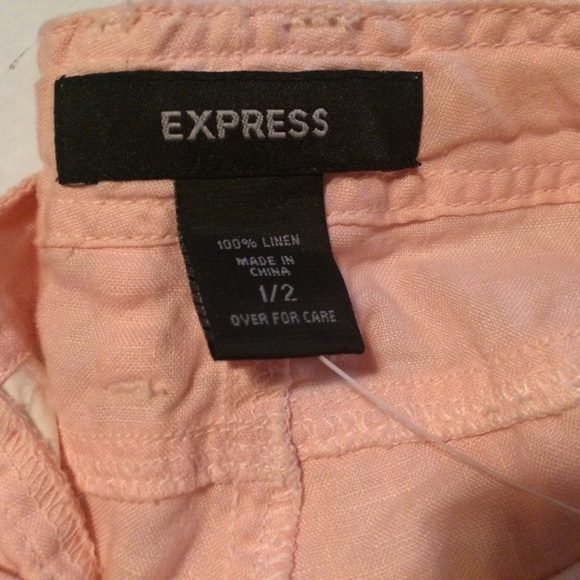 EXPRESS
100% LINEN
MADE IN
CHINA
1/2
OVER FOR CARE